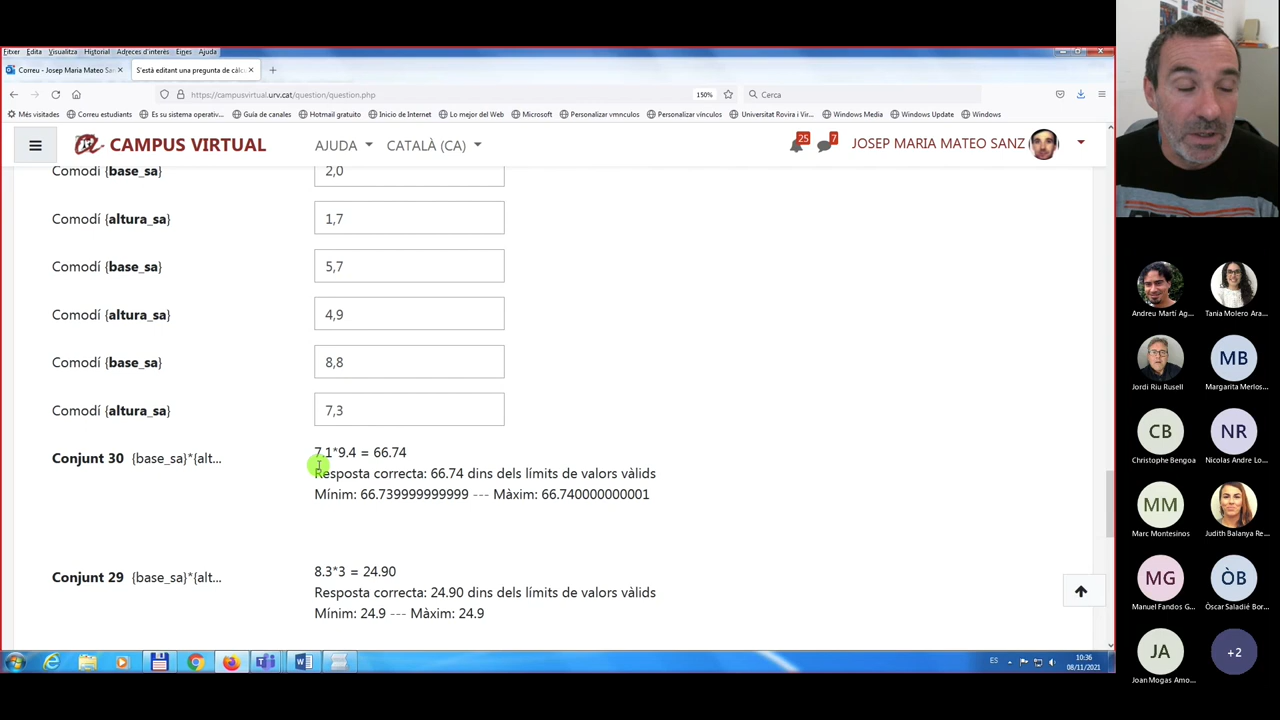 Fitxer Edita Visualitza Historial Adreces d'interés Eines Ajuda
Correu - Josep Maria Mateo Sa
S'està editant una pregunta de càlcu
https://campusvirtual.urv.cat/question/question.php
150%
Cerca
Més visitades Correu estudiants Es su sistema operativ... Guía de canales Hotmail gratuito Inicio de Internet Lo mejor del Web Microsoft Personalizar vmnculos Personalizar vínculos Universitat Rovira i Vir... Windows Media Windows Update Windows
CAMPUS VIRTUAL
AJUDA
CATALÀ (CA)
25
7
JOSEP MARIA MATEO SANZ
Comodí {base_sa} 2,0
Comodí {altura_sa} 1,7
Comodí {base_sa} 5,7
Comodí {altura_sa} 4,9
Comodí {base_sa} 8,8
Comodí {altura_sa} 7,3
Conjunt 30 {base_sa}*{alt...
7.1*9.4 = 66.74
Resposta correcta: 66.74 dins dels límits de valors vàlids
Mínim: 66.739999999999 --- Màxim: 66.740000000001
Conjunt 29 {base_sa}*{alt...
8.3*3 = 24.90
Resposta correcta: 24.90 dins dels límits de valors vàlids
Mínim: 24.9 --- Màxim: 24.9
ES
10:36
08/11/2021
Andreu Martí Ag...
Tania Molero Ara...
Jordi Riu Rusell
MB
Margarita Merlos...
CB
Christophe Bengoa
NR
Nicolas Andre Lo...
MM
Marc Montesinos
Judith Balanya Re...
MG
Manuel Fandos G...
ÒB
Òscar Saladié Bor...
JA
Joan Mogas Amo...
+2